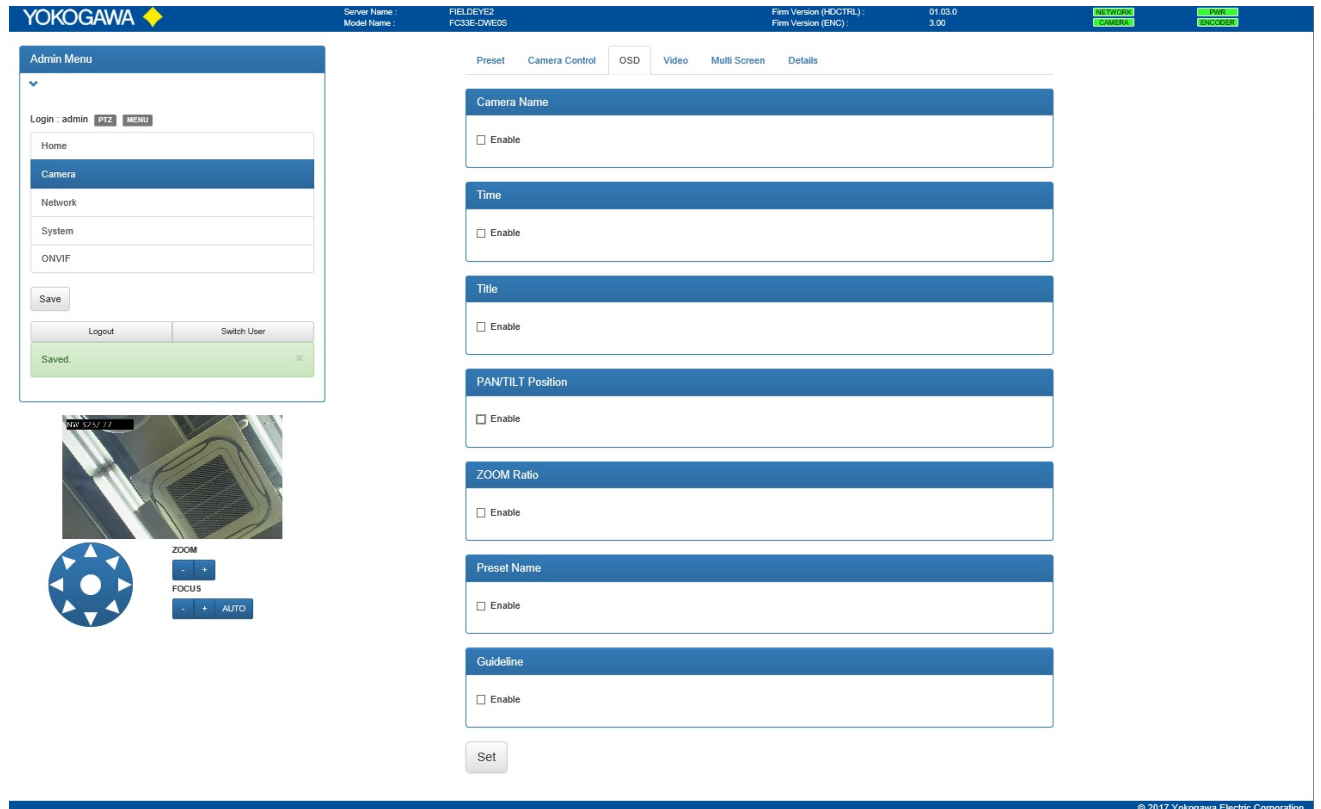 YOKOGAWA
Server Name : FIELDEYE2
Model Name : FC33E-DWE0S
Firm Version (HDCTRL) : 01.03.0
Firm Version (ENC) : 3.00
NETWORK PWR
CAMERA ENCODER
Admin Menu
Login : admin PTZ MENU
Home
Camera
Network
System
ONVIF
Save
Logout Switch User
Saved. ×
NW 325/ 77
ZOOM
- +
FOCUS
- + AUTO
Preset Camera Control OSD Video Multi Screen Details
Camera Name
Enable
Time
Enable
Title
Enable
PAN/TILT Position
Enable
ZOOM Ratio
Enable
Preset Name
Enable
Guideline
Enable
Set
© 2017 Yokogawa Electric Corporation